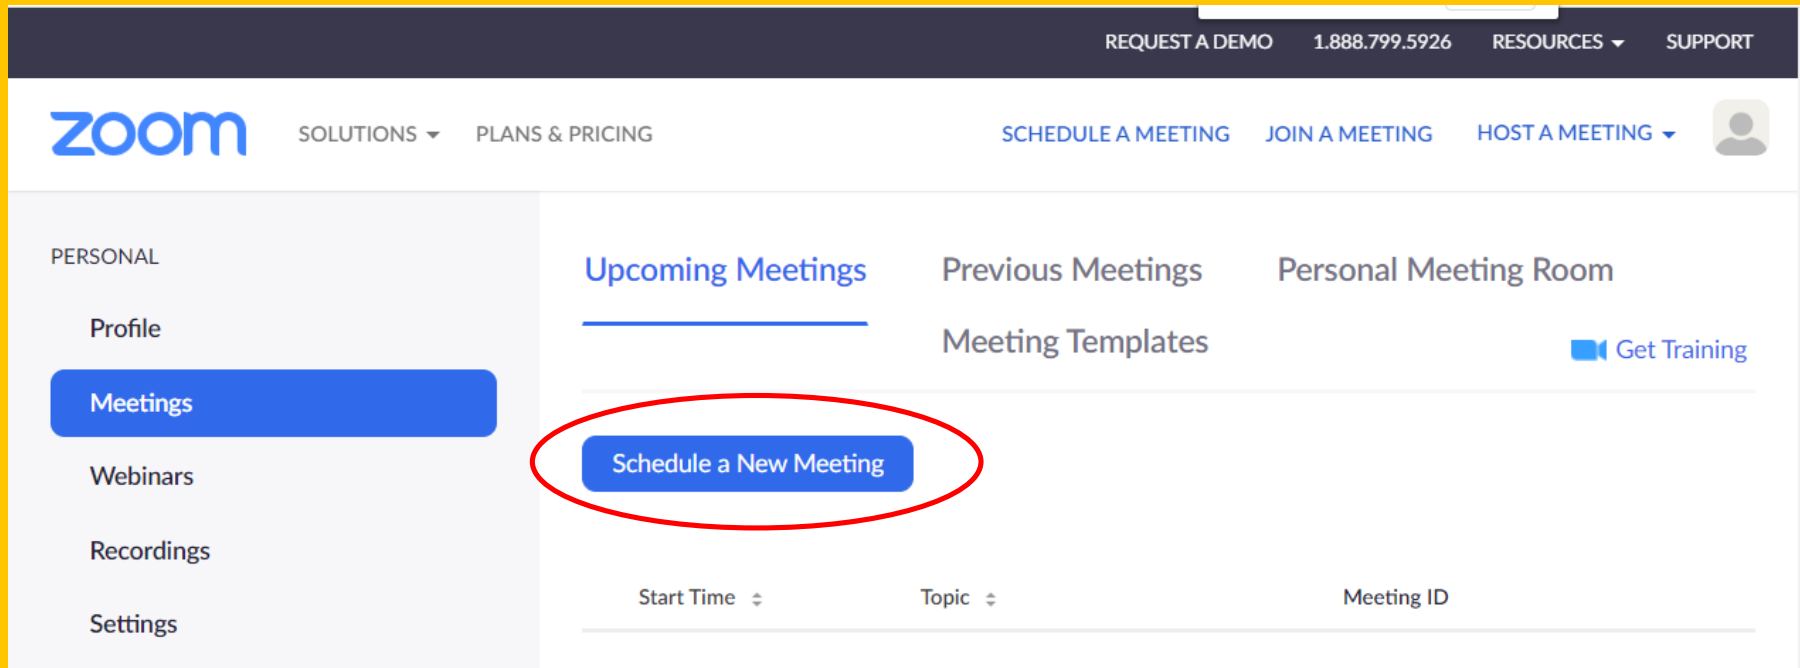 REQUEST A DEMO 1.888.799.5926 RESOURCES SUPPORT
zoom SOLUTIONS PLANS & PRICING SCHEDULE A MEETING JOIN A MEETING HOST A MEETING
PERSONAL
Profile
Meetings
Webinars
Recordings
Settings
Upcoming Meetings Previous Meetings Personal Meeting Room
Meeting Templates
Get Training
Schedule a New Meeting
Start Time Topic Meeting ID